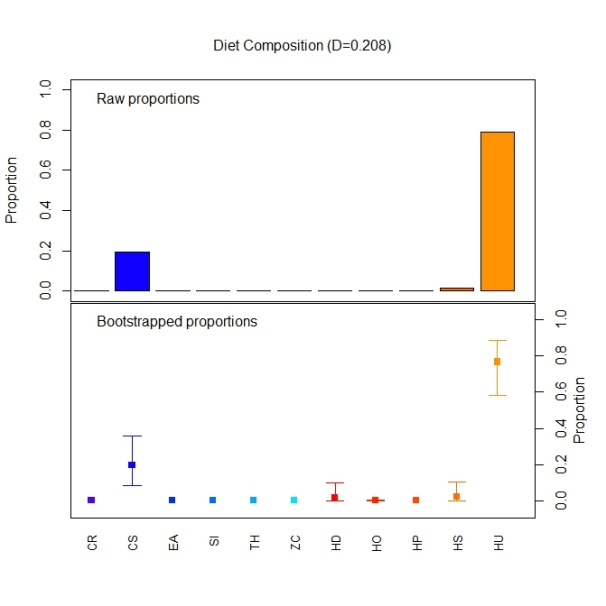 Diet Composition (D=0.208)
Raw proportions
Proportion
1.0
0.8
0.6
0.4
0.2
0.0
Bootstrapped proportions
Proportion
1.0
0.8
0.6
0.4
0.2
0.0
CR CS EA SI TH ZC HD HO HP HS HU